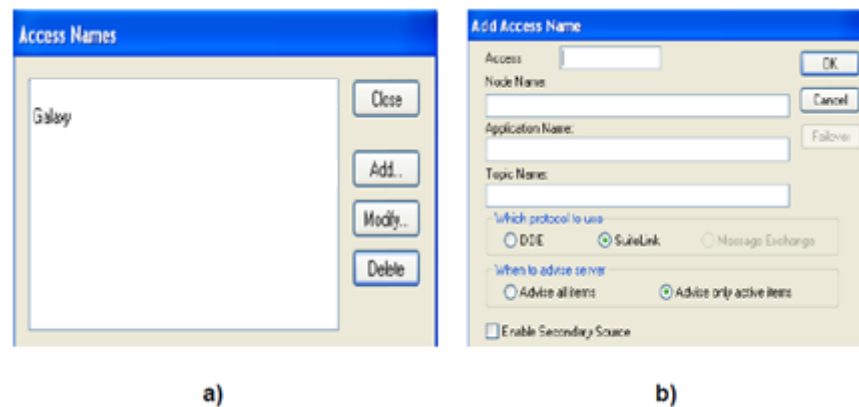 Access Names
Galaxy
Close
Add...
Modify...
Delete
a)
Add Access Name
Access
OK
Node Name:
Cancel
Application Name:
Failover
Topic Name:
Which protocol to use
DDE
SuiteLink
Message Exchange
When to advise server
Advise all items
Advise only active items
Enable Secondary Source
b)